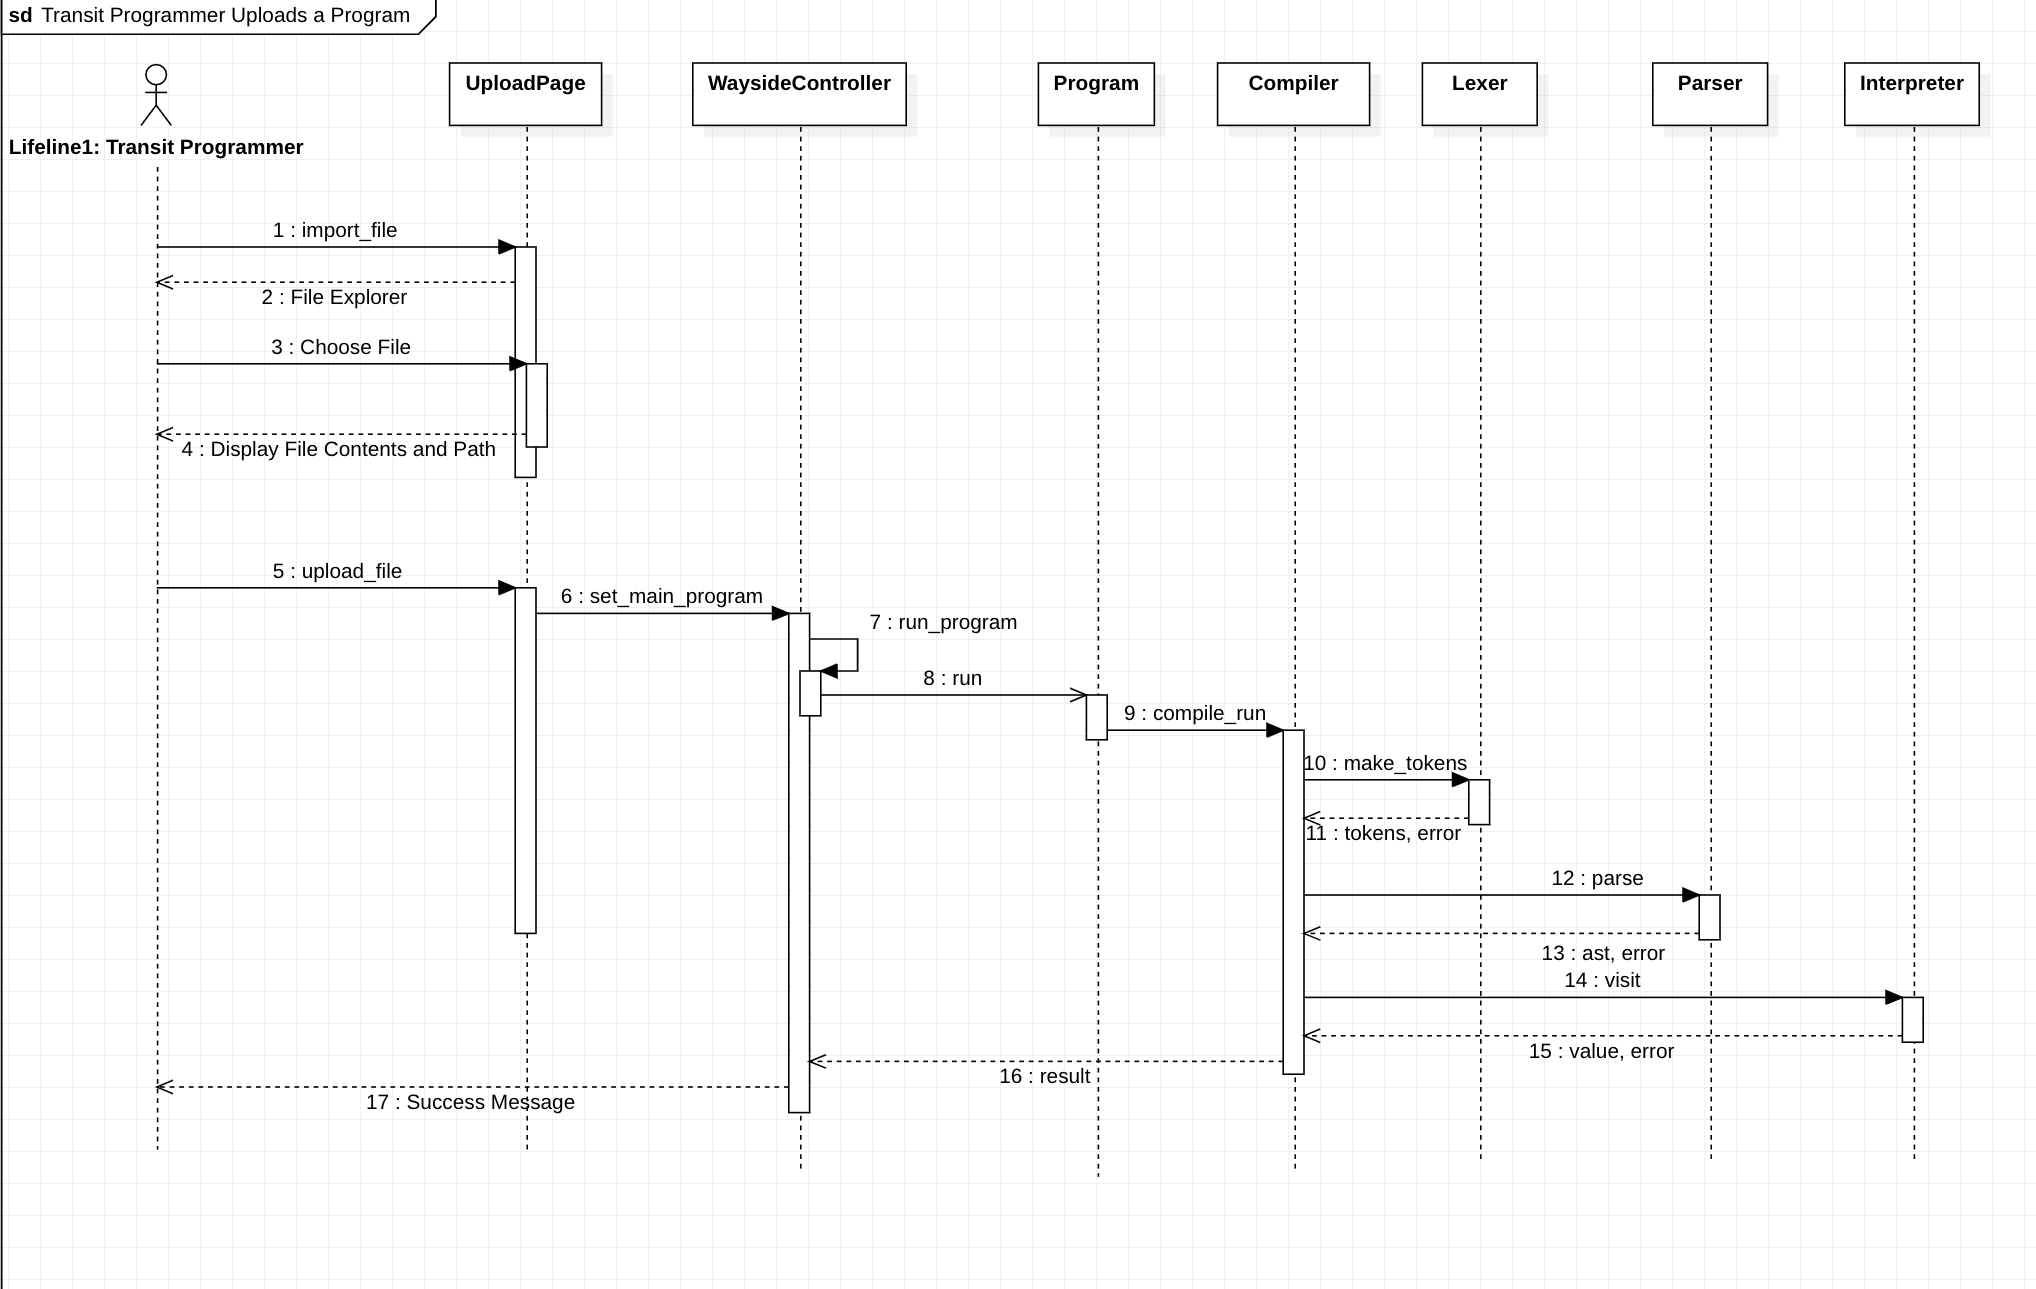 sd Transit Programmer Uploads a Program
UploadPage
WaysideController
Program
Compiler
Lexer
Parser
Interpreter
Lifeline1: Transit Programmer
1 : import_file
2 : File Explorer
3 : Choose File
4 : Display File Contents and Path
5 : upload_file
6 : set_main_program
7 : run_program
8 : run
9 : compile_run
10 : make_tokens
11 : tokens, error
12 : parse
13 : ast, error
14 : visit
15 : value, error
16 : result
17 : Success Message